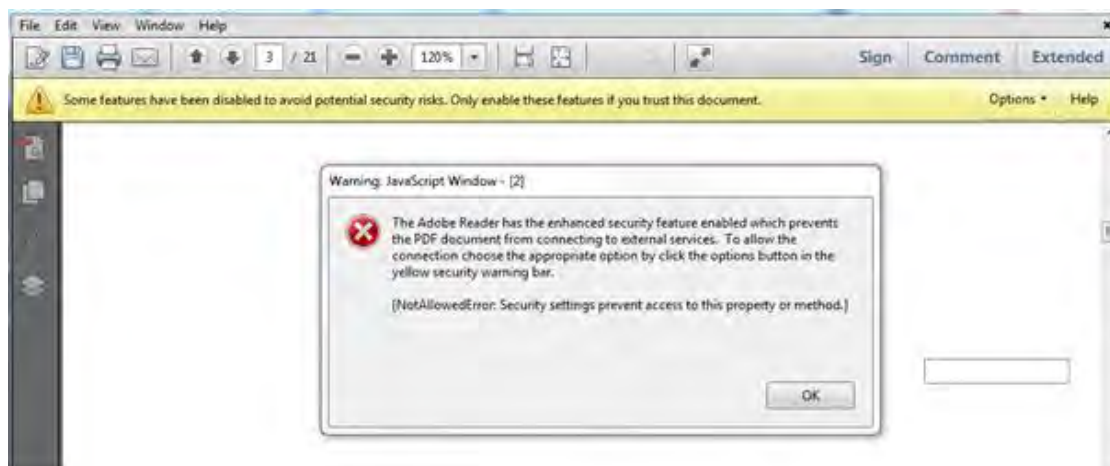 File Edit View Window Help
3 / 21 120% Sign Comment Extended
Some features have been disabled to avoid potential security risks. Only enable these features if you trust this document. Options Help
Warning: JavaScript Window - [2]
The Adobe Reader has the enhanced security feature enabled which prevents
the PDF document from connecting to external services. To allow the
connection choose the appropriate option by click the options button in the
yellow security warning bar.
[NotAllowedError: Security settings prevent access to this property or method.]
OK